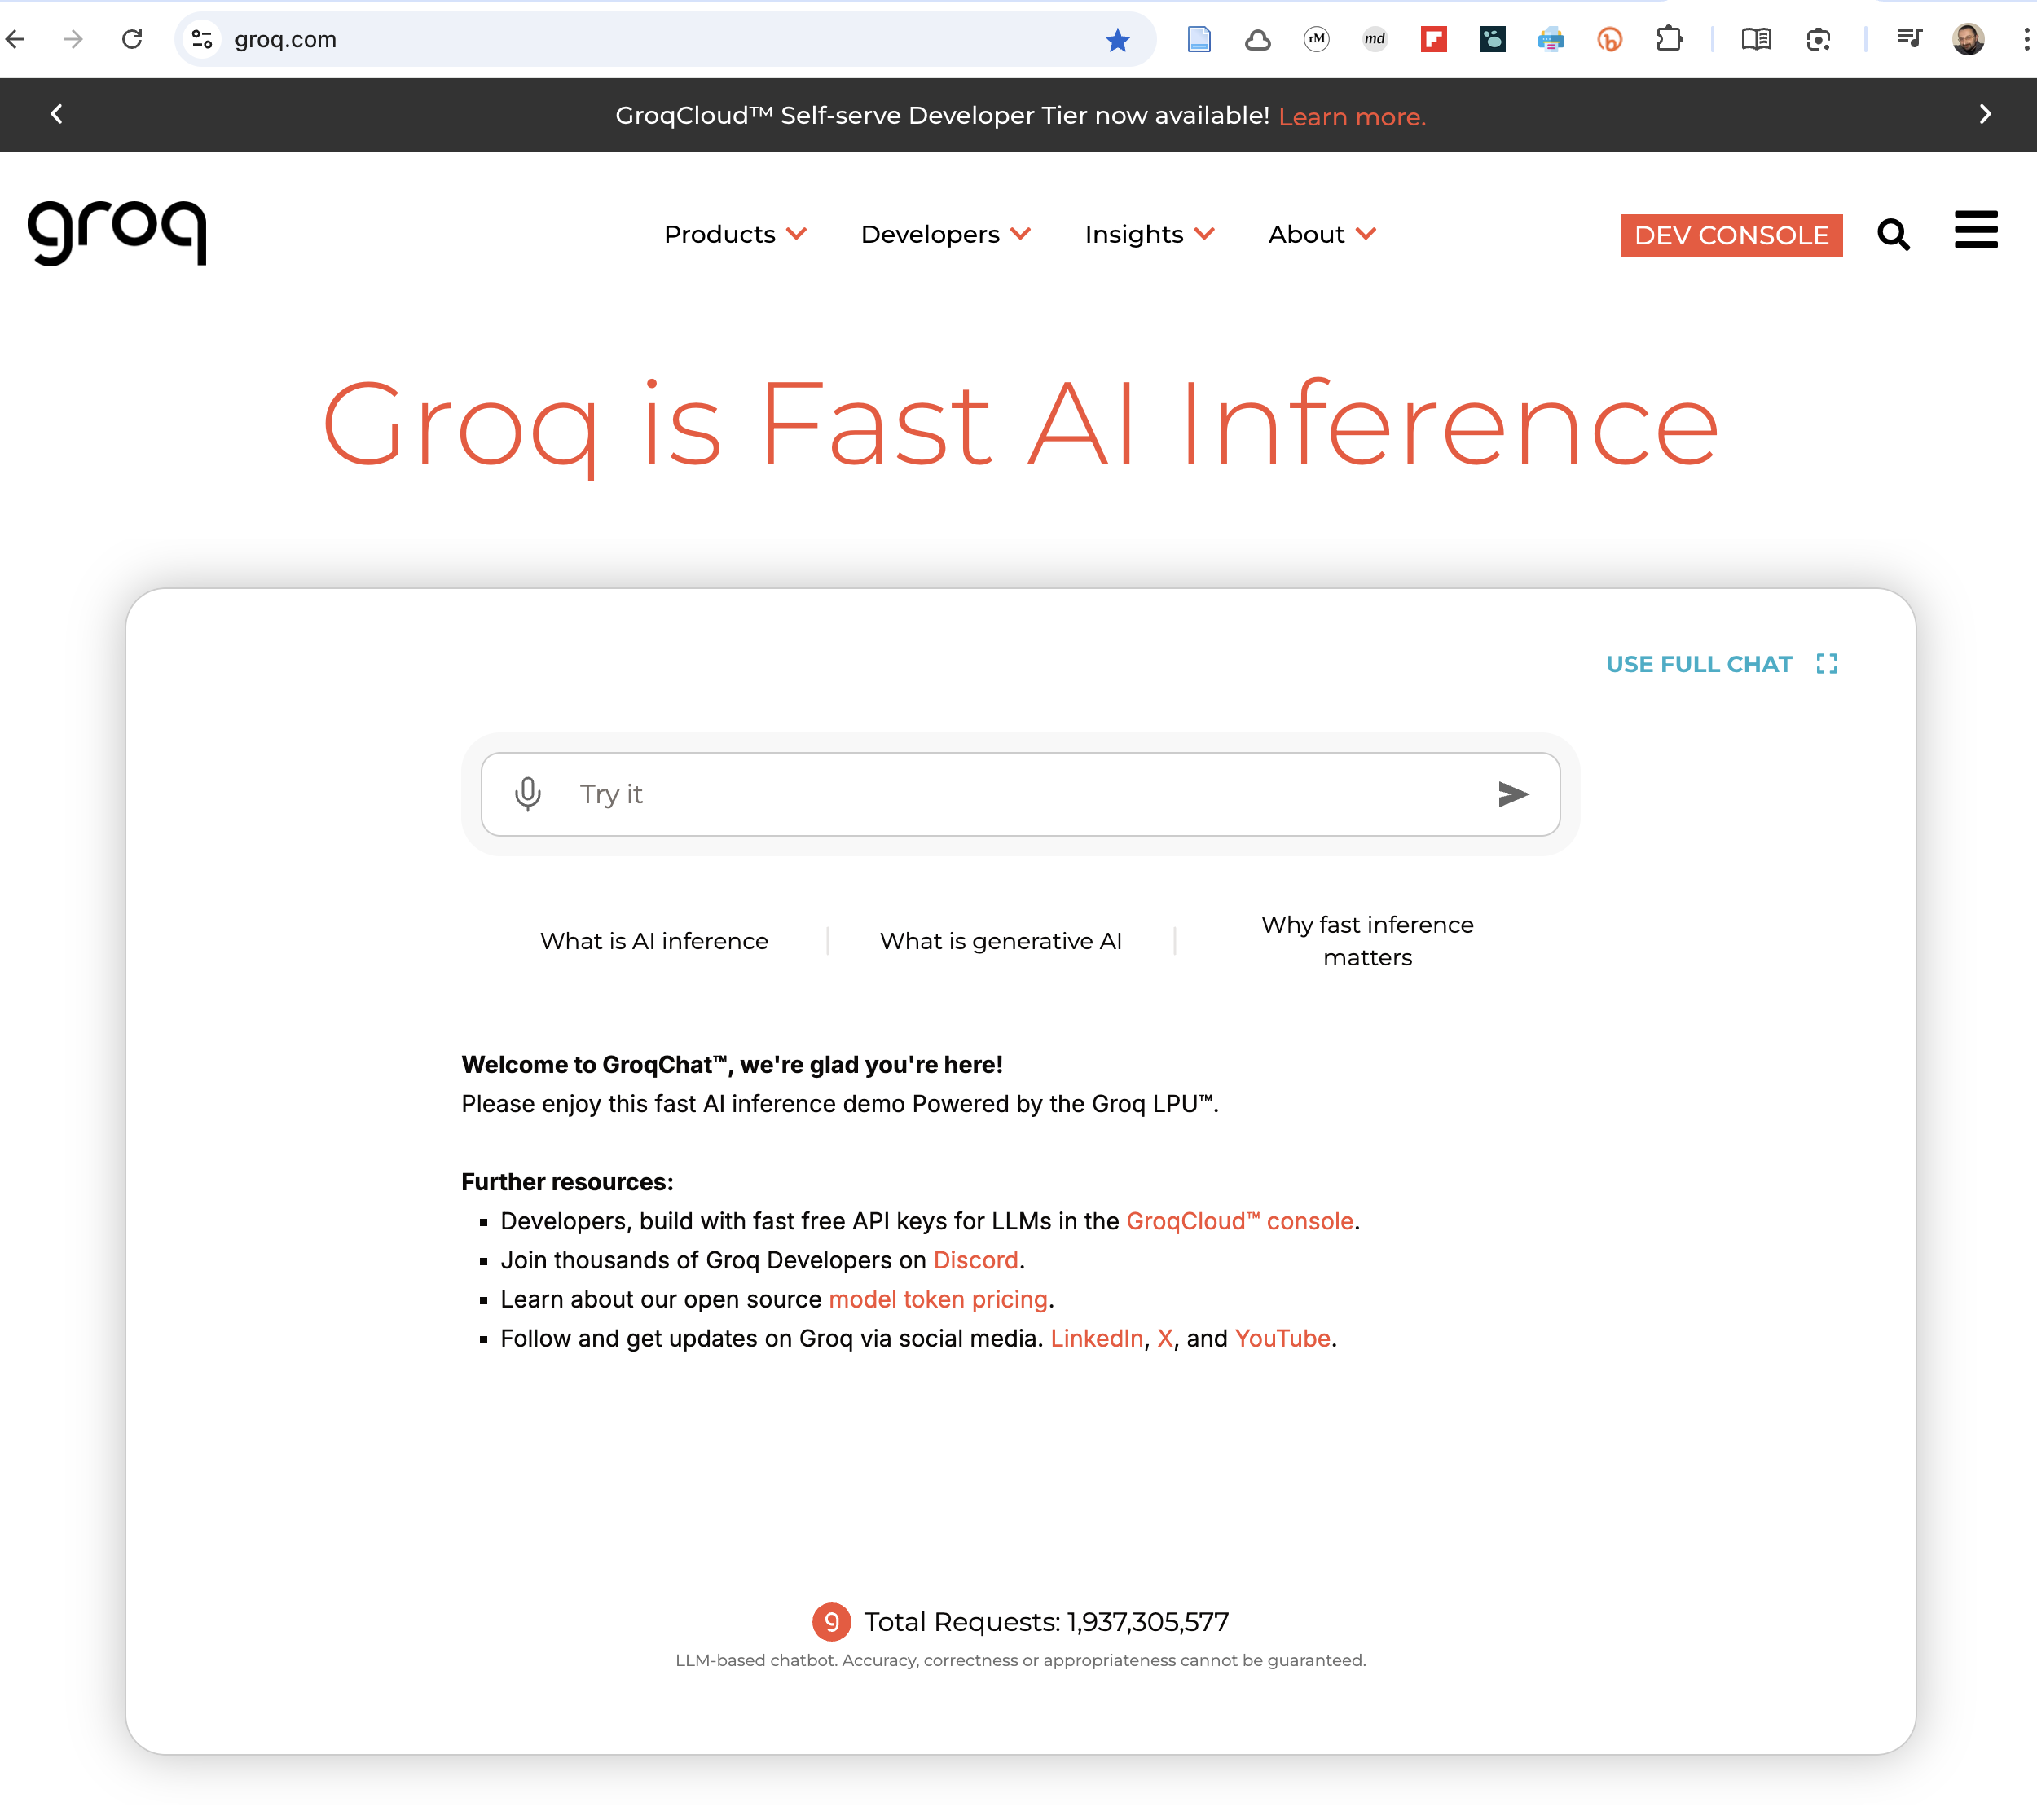 groq.com
rM
md
GroqCloud™ Self-serve Developer Tier now available! Learn more.
groq
Products
Developers
Insights
About
DEV CONSOLE
Groq is Fast AI Inference
USE FULL CHAT
Try it
What is AI inference
What is generative AI
Why fast inference
matters
Welcome to GroqChat™, we're glad you're here!
Please enjoy this fast AI inference demo Powered by the Groq LPU™.
Further resources:
Developers, build with fast free API keys for LLMs in the GroqCloud™ console.
Join thousands of Groq Developers on Discord.
Learn about our open source model token pricing.
Follow and get updates on Groq via social media. LinkedIn, X, and YouTube.
Total Requests: 1,937,305,577
LLM-based chatbot. Accuracy, correctness or appropriateness cannot be guaranteed.